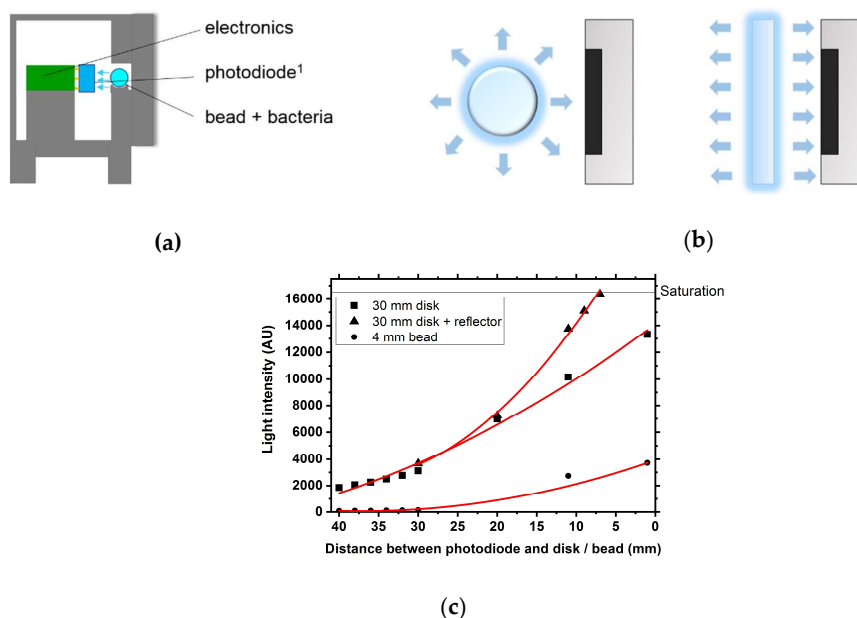 electronics
photodiode1
bead + bacteria
(a)
(b)
Saturation
16000
14000
12000
10000
8000
6000
4000
2000
0
Light intensity (AU)
30 mm disk
30 mm disk + reflector
4 mm bead
40 35 30 25 20 15 10 5 0
Distance between photodiode and disk / bead (mm)
(c)